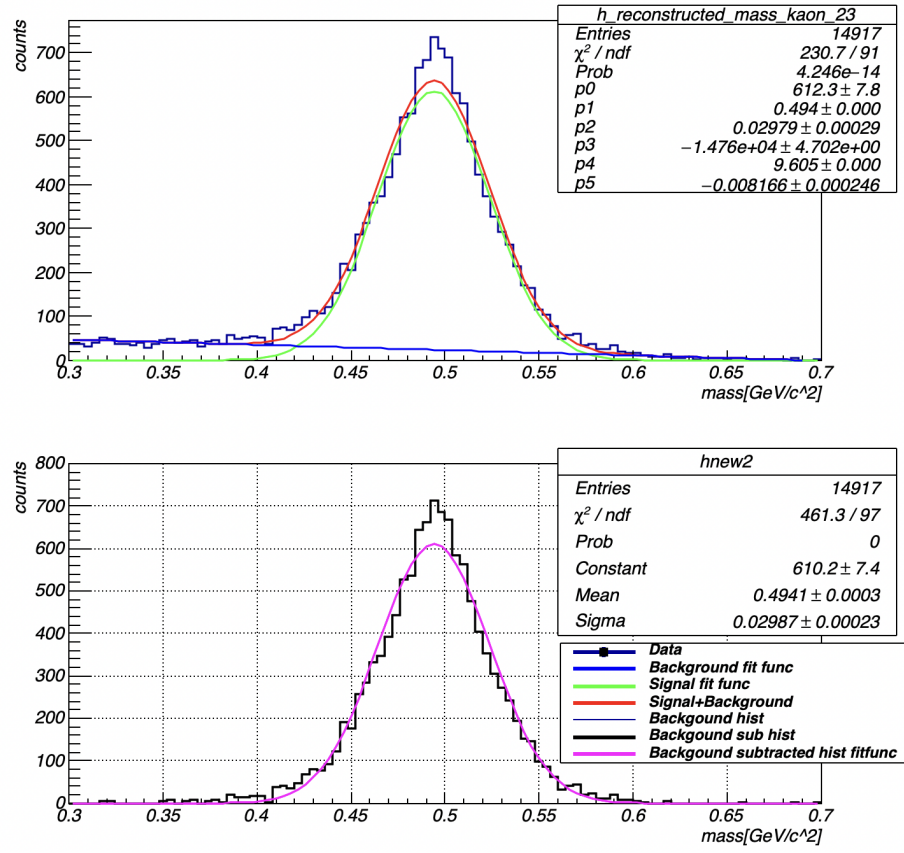 h_reconstructed_mass_kaon_23
Entries 14917
χ² / ndf 230.7 / 91
Prob 4.246e−14
p0 612.3 ± 7.8
p1 0.494 ± 0.000
p2 0.02979 ± 0.00029
p3 −1.476e+04 ± 4.702e+00
p4 9.605 ± 0.000
p5 −0.008166 ± 0.000246
counts
700
600
500
400
300
200
100
0
0.3 0.35 0.4 0.45 0.5 0.55 0.6 0.65 0.7
mass[GeV/c^2]
hnew2
Entries 14917
χ² / ndf 461.3 / 97
Prob 0
Constant 610.2 ± 7.4
Mean 0.4941 ± 0.0003
Sigma 0.02987 ± 0.00023
Data
Background fit func
Signal fit func
Signal+Background
Backgound hist
Backgound sub hist
Backgound subtracted hist fitfunc
counts
800
700
600
500
400
300
200
100
0
0.3 0.35 0.4 0.45 0.5 0.55 0.6 0.65 0.7
mass[GeV/c^2]